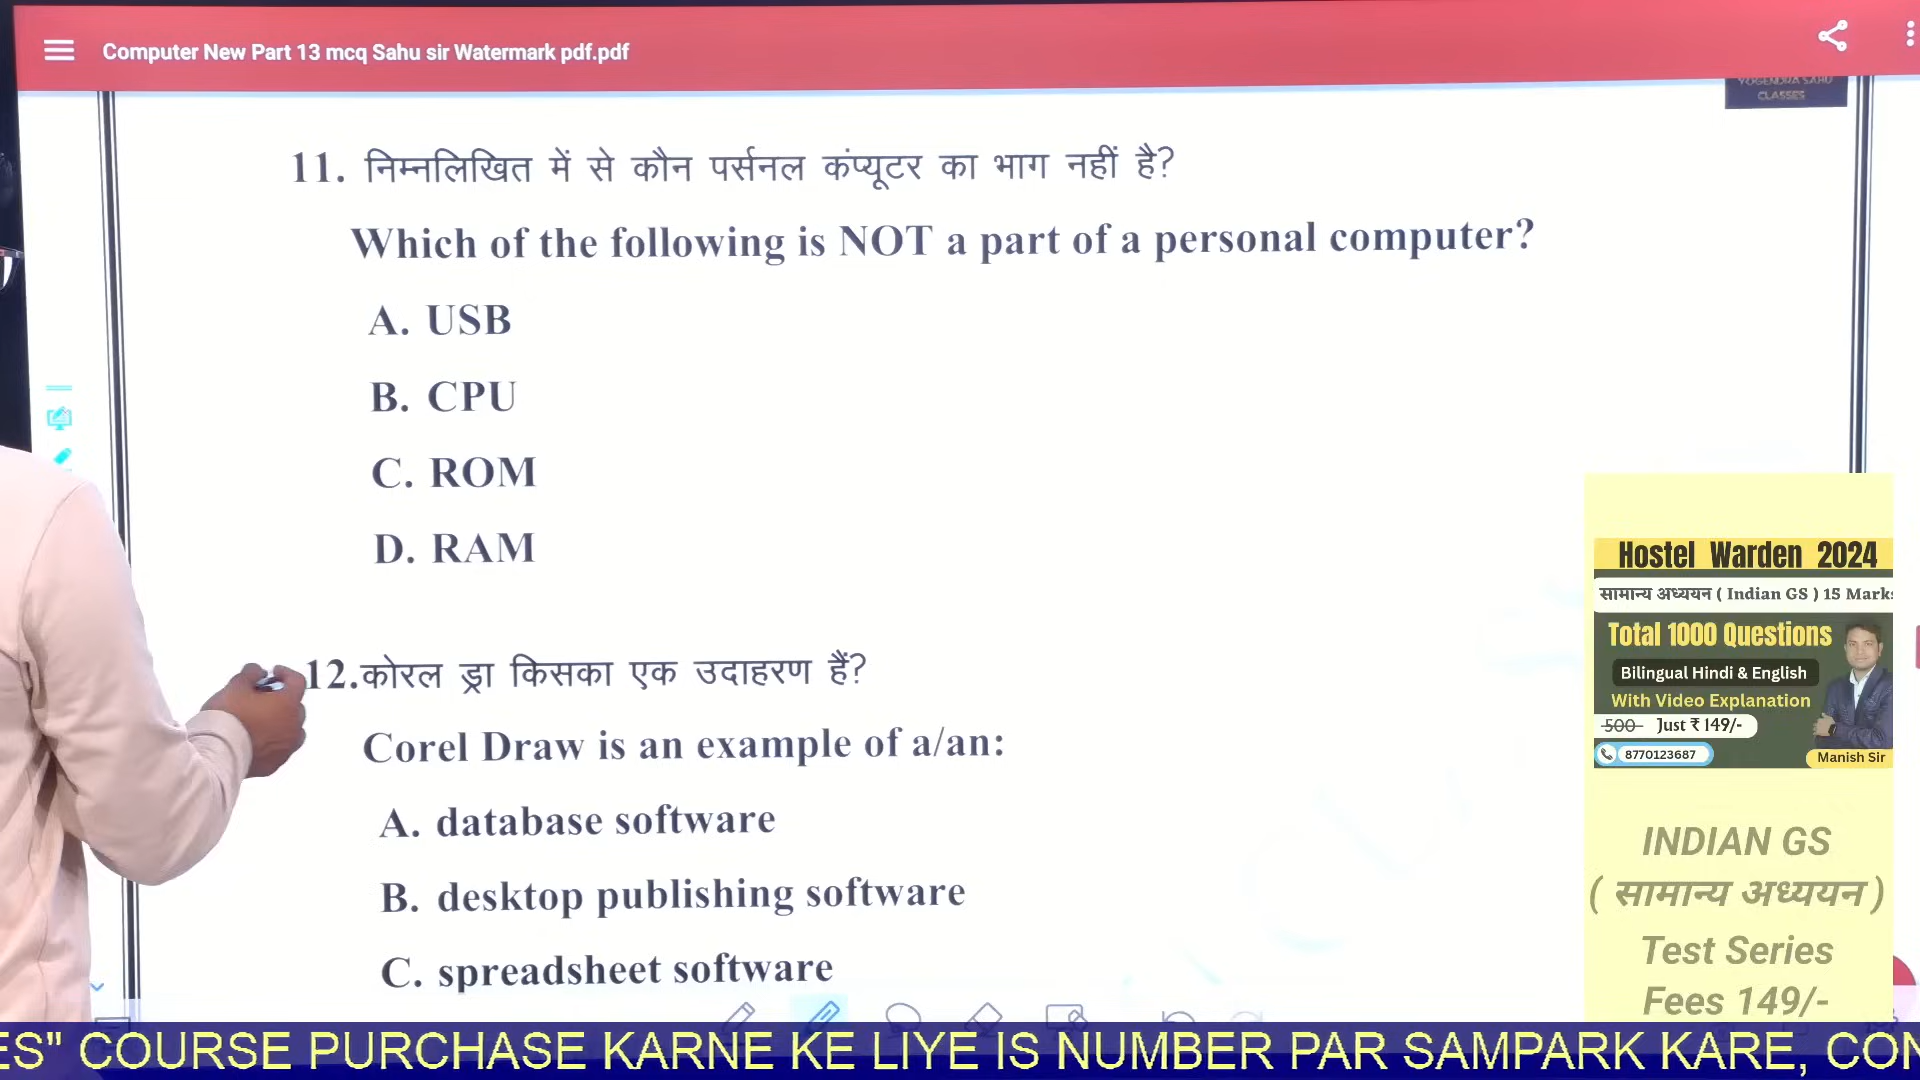 Computer New Part 13 mcq Sahu sir Watermark pdf.pdf
YOGENDRA SAHU
CLASSES
11. निम्नलिखित में से कौन पर्सनल कंप्यूटर का भाग नहीं है?
Which of the following is NOT a part of a personal computer?
A. USB
B. CPU
C. ROM
D. RAM
12.कोरल ड्रा किसका एक उदाहरण हैं?
Corel Draw is an example of a/an:
A. database software
B. desktop publishing software
C. spreadsheet software
Hostel Warden 2024
सामान्य अध्ययन ( Indian GS ) 15 Marks
Total 1000 Questions
Bilingual Hindi & English
With Video Explanation
500 Just ₹ 149/-
8770123687
Manish Sir
INDIAN GS
( सामान्य अध्ययन )
Test Series
Fees 149/-
ES" COURSE PURCHASE KARNE KE LIYE IS NUMBER PAR SAMPARK KARE, CON